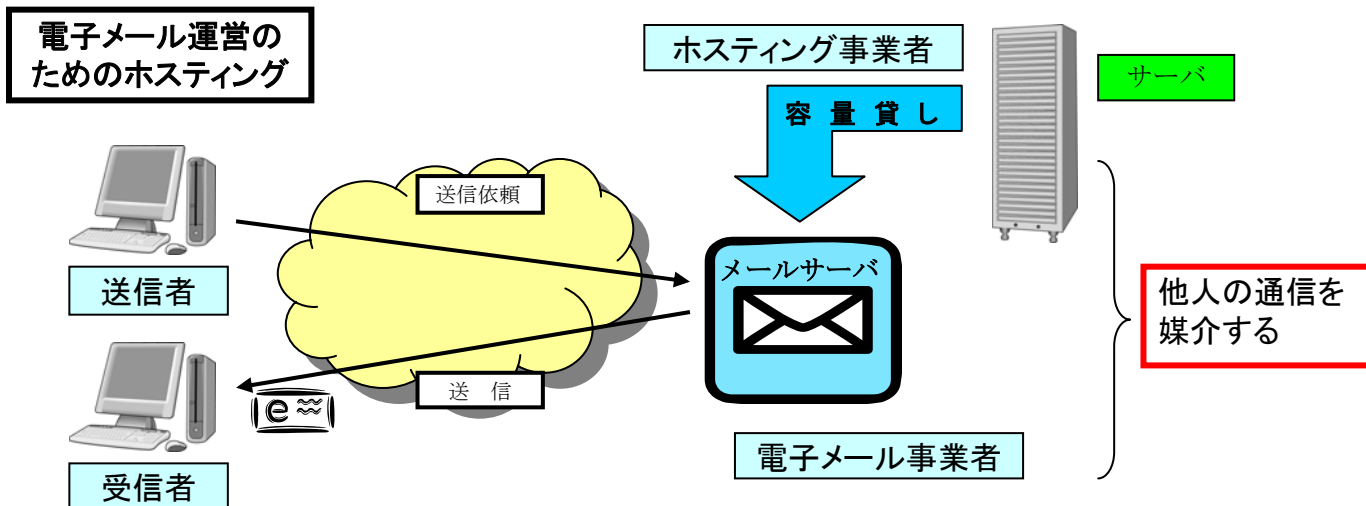 電子メール運営の
ためのホスティング
ホスティング事業者
サーバ
容量貸し
送信依頼
メールサーバ
送信者
他人の通信を
媒介する
送 信
e
電子メール事業者
受信者